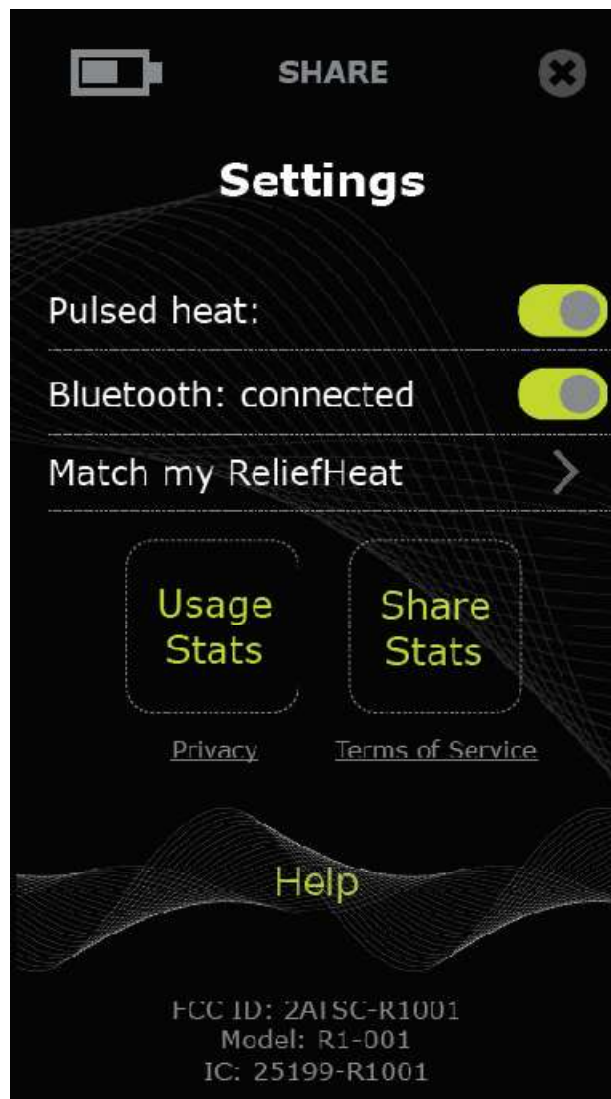 SHARE
Settings
Pulsed heat:
Bluetooth: connected
Match my ReliefHeat
Usage
Stats
Share
Stats
Privacy
Terms of Service
Help
FCC ID: 2ATSC-R1001
Model: R1-001
IC: 25199-R1001